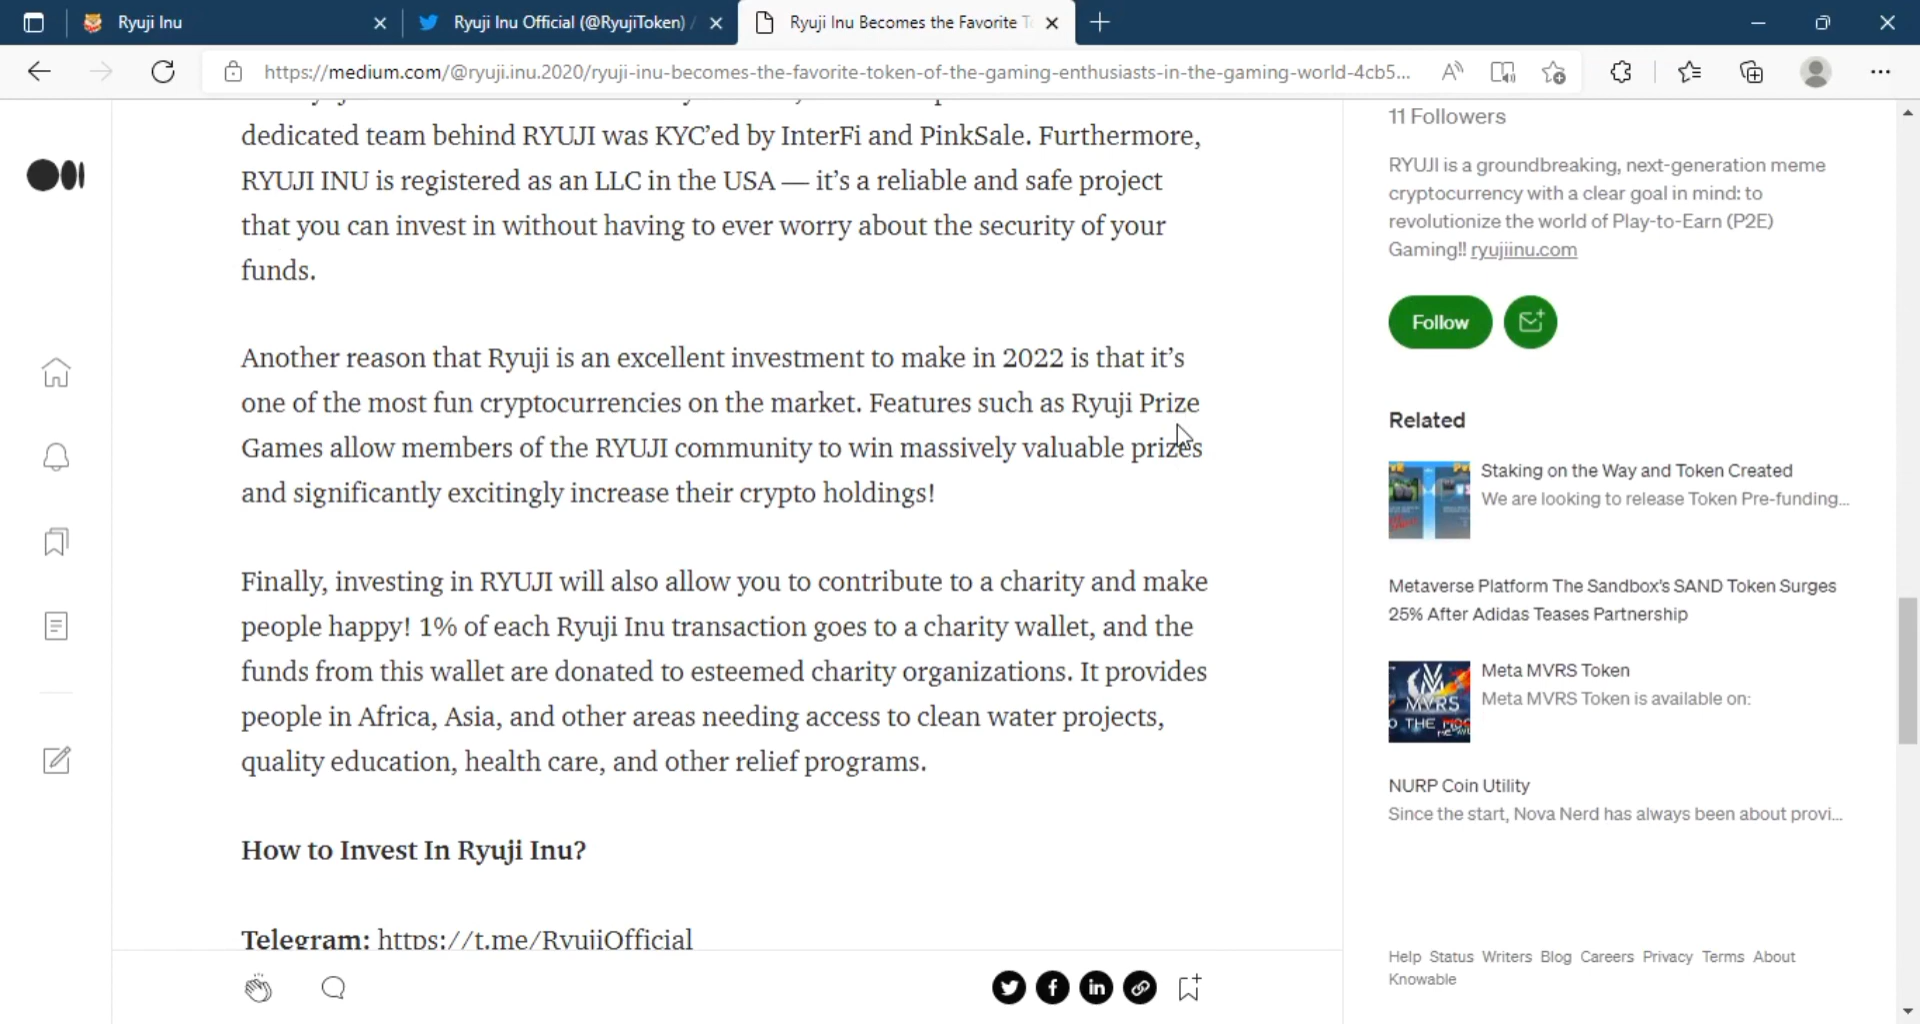 Ryuji Inu
Ryuji Inu Official (@RyujiToken) /
Ryuji Inu Becomes the Favorite T
https://medium.com/@ryuji.inu.2020/ryuji-inu-becomes-the-favorite-token-of-the-gaming-enthusiasts-in-the-gaming-world-4cb5...
dedicated team behind RYUJI was KYC’ed by InterFi and PinkSale. Furthermore,
RYUJI INU is registered as an LLC in the USA — it’s a reliable and safe project
that you can invest in without having to ever worry about the security of your
funds.
Another reason that Ryuji is an excellent investment to make in 2022 is that it’s
one of the most fun cryptocurrencies on the market. Features such as Ryuji Prize
Games allow members of the RYUJI community to win massively valuable prizes
and significantly excitingly increase their crypto holdings!
Finally, investing in RYUJI will also allow you to contribute to a charity and make
people happy! 1% of each Ryuji Inu transaction goes to a charity wallet, and the
funds from this wallet are donated to esteemed charity organizations. It provides
people in Africa, Asia, and other areas needing access to clean water projects,
quality education, health care, and other relief programs.
How to Invest In Ryuji Inu?
Telegram: https://t.me/RyujiOfficial
11 Followers
RYUJI is a groundbreaking, next-generation meme
cryptocurrency with a clear goal in mind: to
revolutionize the world of Play-to-Earn (P2E)
Gaming!! ryujiinu.com
Follow
Related
Staking on the Way and Token Created
We are looking to release Token Pre-funding...
Metaverse Platform The Sandbox's SAND Token Surges
25% After Adidas Teases Partnership
Meta MVRS Token
Meta MVRS Token is available on:
MVRS
O THE MOO
NURP Coin Utility
Since the start, Nova Nerd has always been about provi...
Help Status Writers Blog Careers Privacy Terms About
Knowable